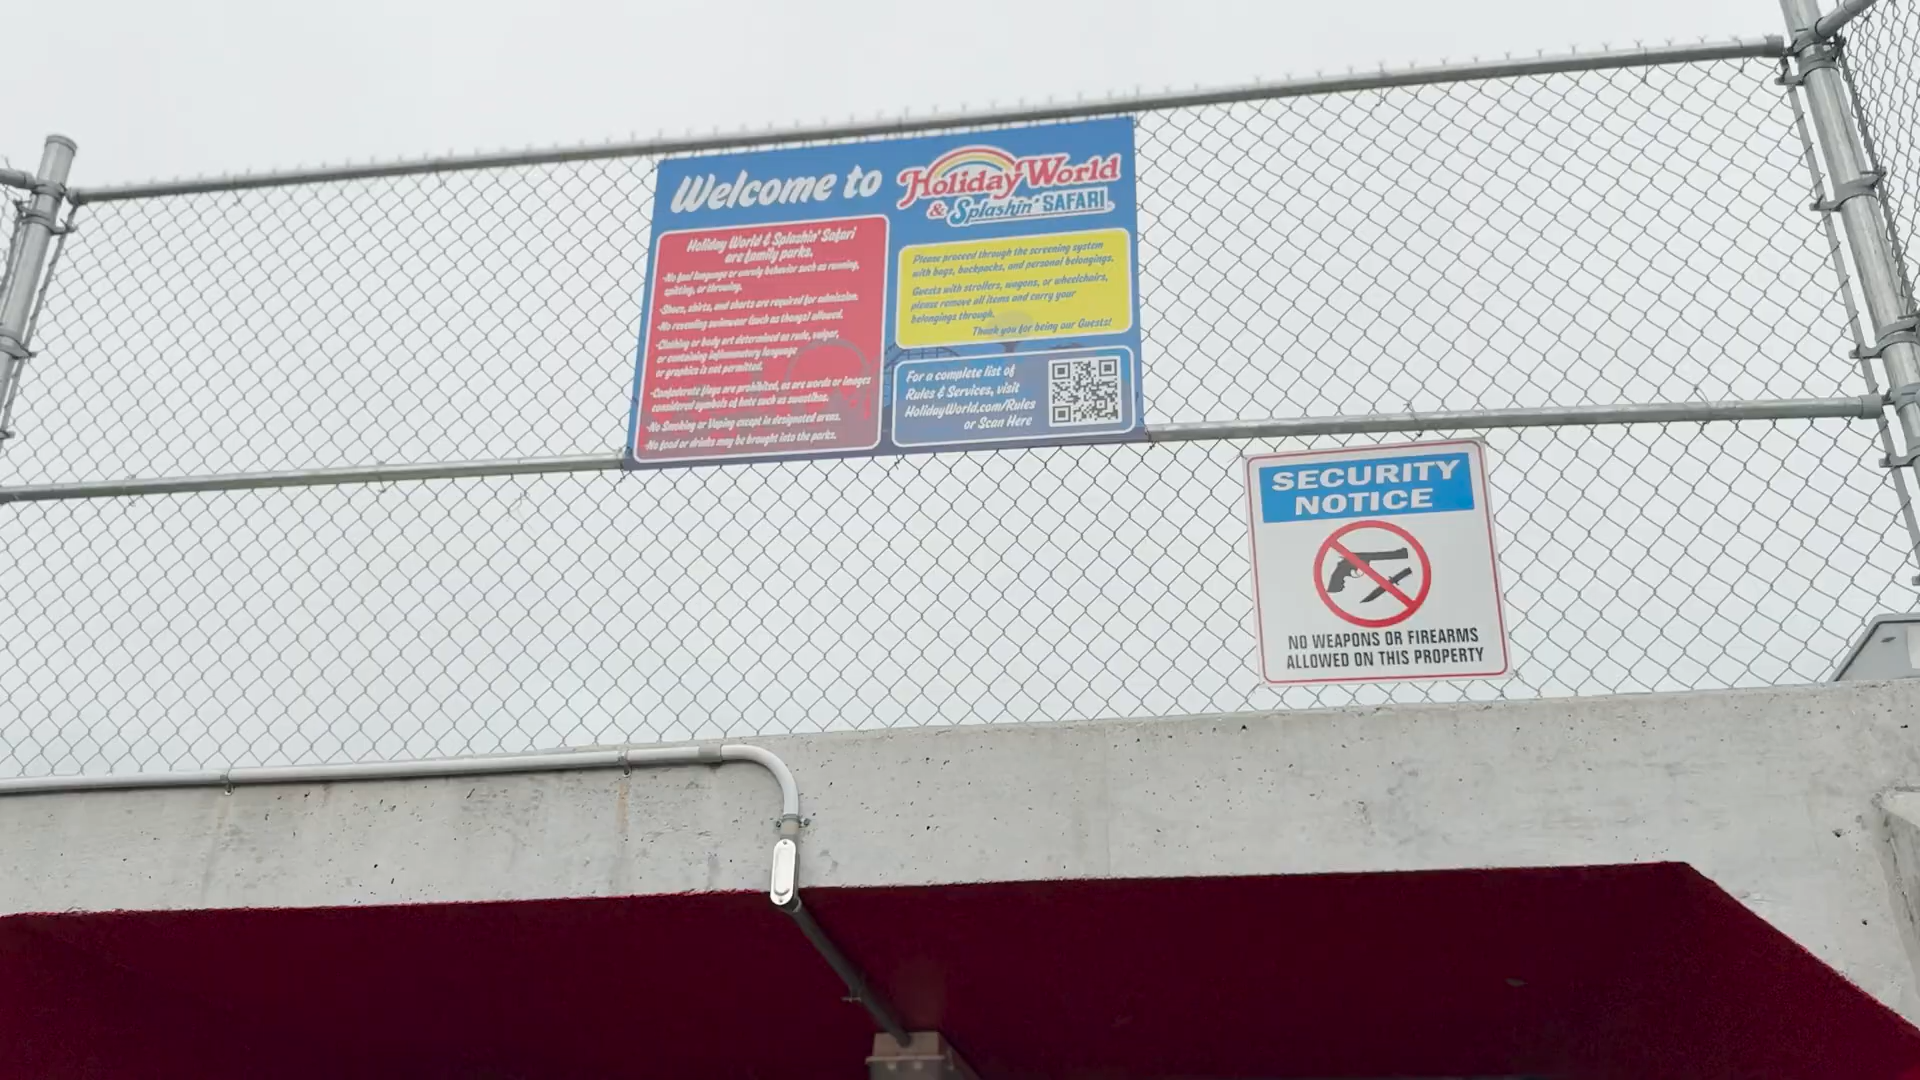 Welcome to
Holiday World
& Splashin' SAFARI
Holiday World & Splashin' Safari
are family parks.
-No foul language or unruly behavior such as running,
spitting, or throwing.
-Shoes, shirts, and shorts are required for admission.
-No revealing swimwear (such as thongs) allowed.
-Clothing or body art determined as rude, vulgar,
or containing inflammatory language
or graphics is not permitted.
-Confederate flags are prohibited, as are words or images
considered symbols of hate such as swastikas.
-No Smoking or Vaping except in designated areas.
-No food or drinks may be brought into the parks.
Please proceed through the screening system
with bags, backpacks, and personal belongings.
Guests with strollers, wagons, or wheelchairs,
please remove all items and carry your
belongings through.
Thank you for being our Guests!
For a complete list of
Rules & Services, visit
HolidayWorld.com/Rules
or Scan Here
SECURITY
NOTICE
NO WEAPONS OR FIREARMS
ALLOWED ON THIS PROPERTY